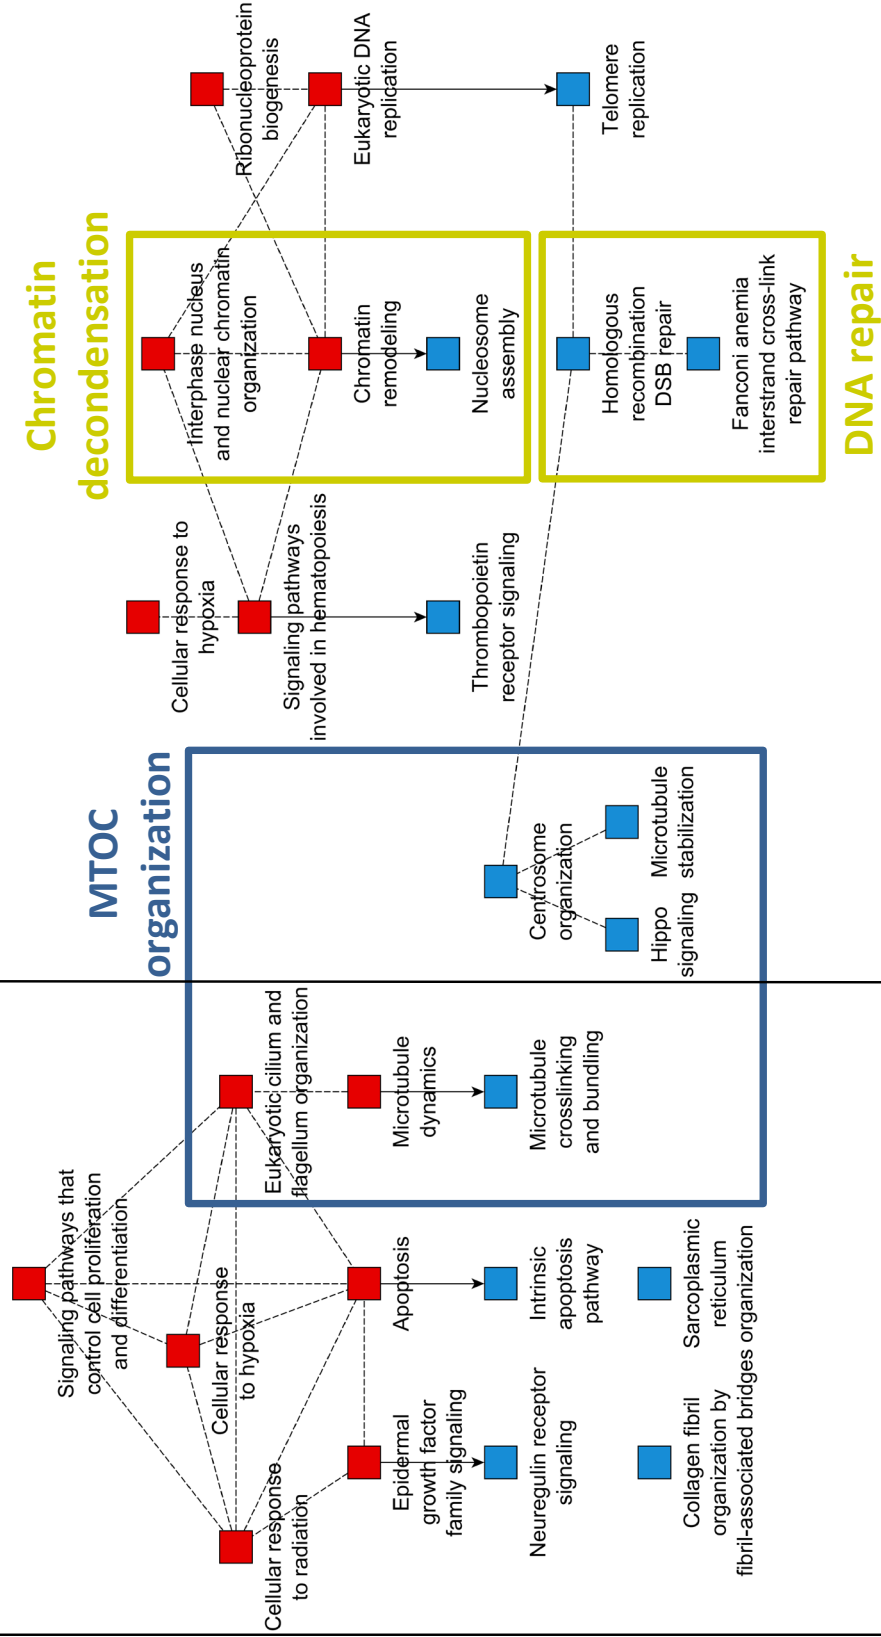 Signaling pathways that
control cell proliferation
and differentiation
Cellular response
to hypoxia
Cellular response
to radiation
Apoptosis
Epidermal
growth factor
family signaling
Intrinsic
apoptosis
pathway
Neuregulin receptor
signaling
Sarcoplasmic
reticulum
organization
Collagen fibril
organization by
fibril-associated bridges
MTOC
organization
Eukaryotic cilium and
flagellum organization
Microtubule
dynamics
Microtubule
crosslinking
and bundling
Centrosome
organization
Hippo
signaling
Microtubule
stabilization
Cellular response to
hypoxia
Signaling pathways
involved in hematopoiesis
Thrombopoietin
receptor signaling
Chromatin
decondensation
Interphase nucleus
and nuclear chromatin
organization
Chromatin
remodeling
Nucleosome
assembly
Ribonucleoprotein
biogenesis
Eukaryotic DNA
replication
Telomere
replication
Homologous
recombination
DSB repair
Fanconi anemia
interstrand cross-link
repair pathway
DNA repair